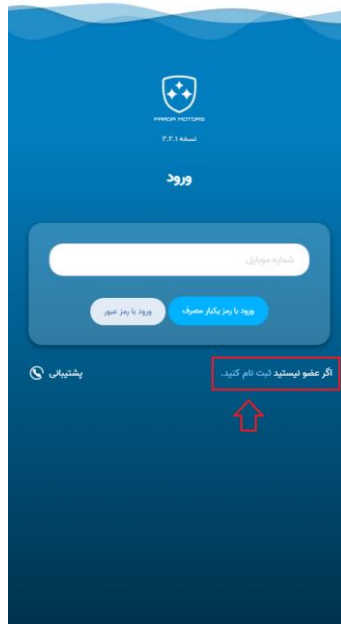 FARDA MOTORS
نسخه ۲.۲.۱
ورود
شماره موبایل
ورود با رمز یکبار مصرف
ورود با رمز عبور
اگر عضو نیستید ثبت نام کنید.
پشتیبانی